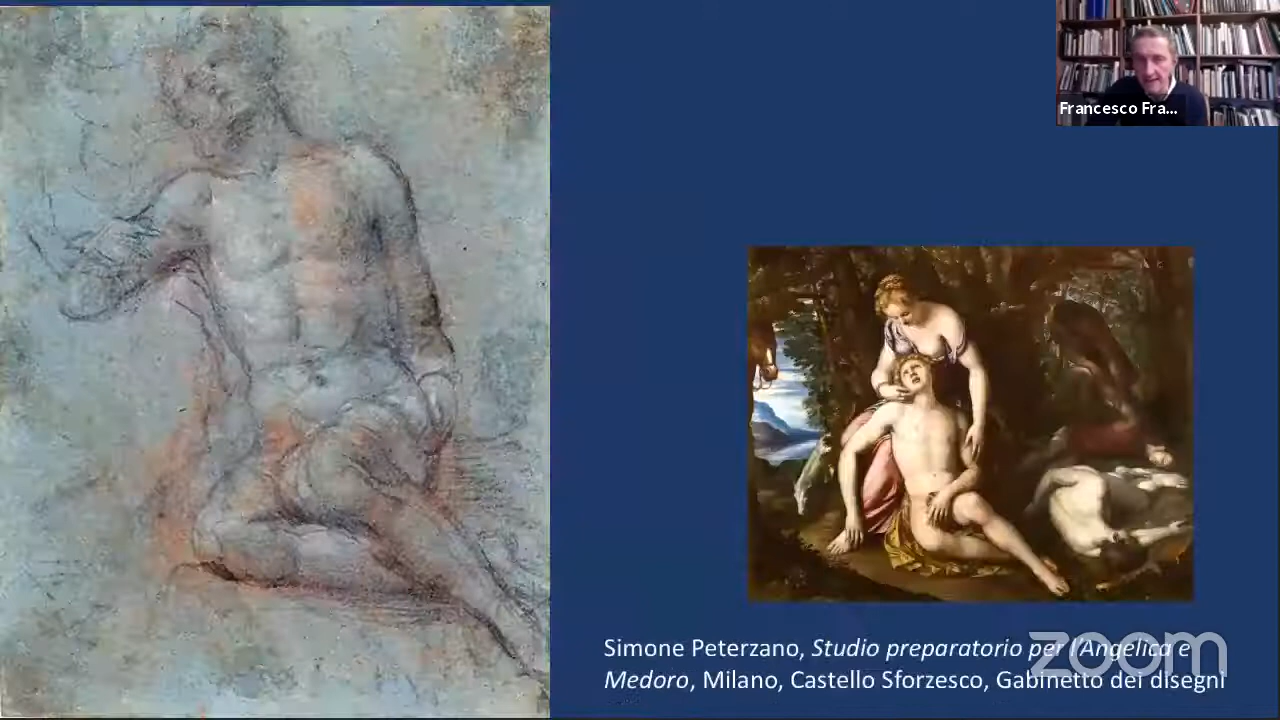 Francesco Fra...
Simone Peterzano, Studio preparatorio per l'Angelica e
Medoro, Milano, Castello Sforzesco, Gabinetto dei disegni
zoom